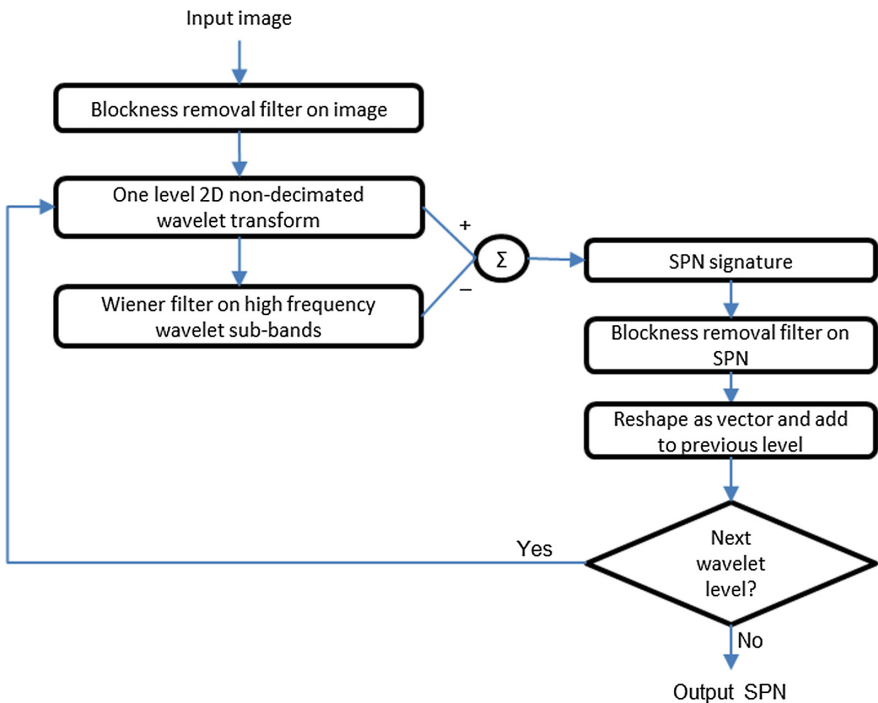 Input image
Blockness removal filter on image
One level 2D non-decimated
wavelet transform
+
Σ
−
Wiener filter on high frequency
wavelet sub-bands
SPN signature
Blockness removal filter on
SPN
Reshape as vector and add
to previous level
Next
wavelet
level?
Yes
No
Output SPN